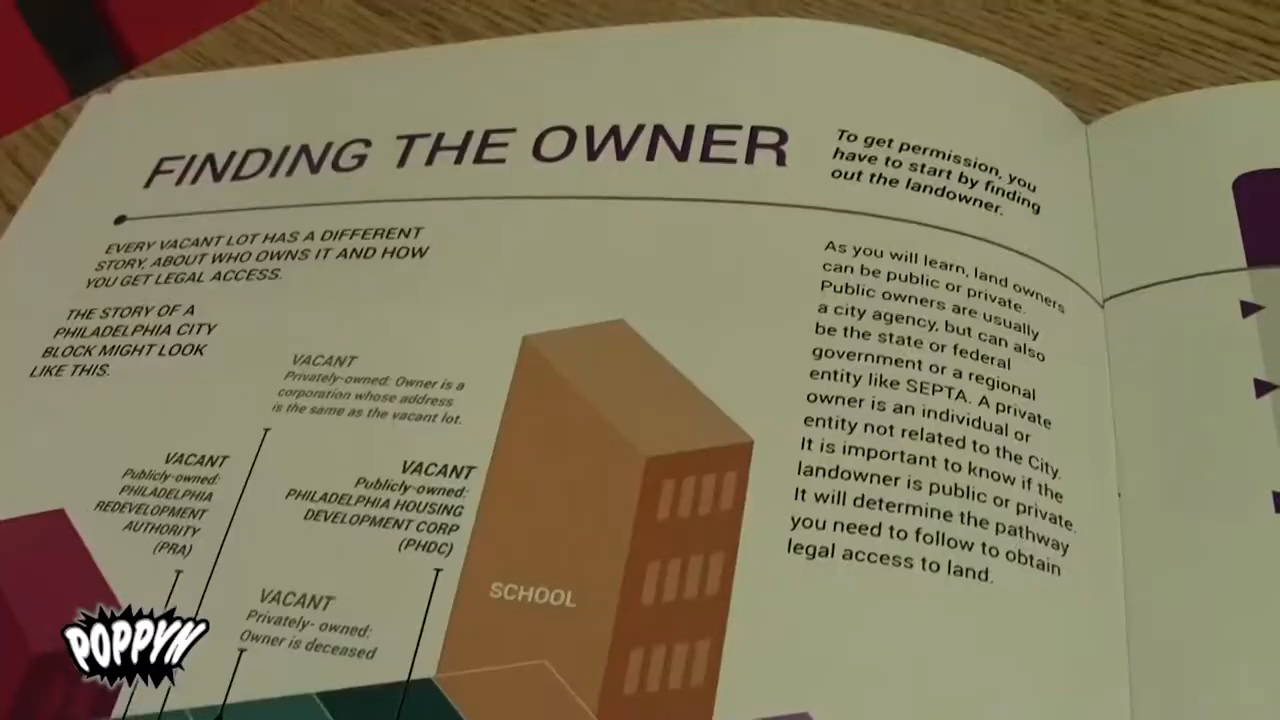 FINDING THE OWNER
To get permission, you
have to start by finding
out the landowner.
EVERY VACANT LOT HAS A DIFFERENT
STORY, ABOUT WHO OWNS IT AND HOW
YOU GET LEGAL ACCESS.
THE STORY OF A
PHILADELPHIA CITY
BLOCK MIGHT LOOK
LIKE THIS.
VACANT
Privately-owned: Owner is a
corporation whose address
is the same as the vacant lot.
VACANT
Publicly-owned:
PHILADELPHIA
REDEVELOPMENT
AUTHORITY
(PRA)
VACANT
Publicly-owned:
PHILADELPHIA HOUSING
DEVELOPMENT CORP
(PHDC)
VACANT
Privately- owned:
Owner is deceased
SCHOOL
As you will learn, land owners
can be public or private.
Public owners are usually
a city agency, but can also
be the state or federal
government or a regional
entity like SEPTA. A private
owner is an individual or
entity not related to the City.
It is important to know if the
landowner is public or private.
It will determine the pathway
you need to follow to obtain
legal access to land.
POPPYN